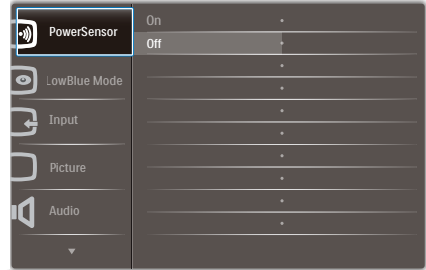 PowerSensor
On
Off
LowBlue Mode
Input
Picture
Audio